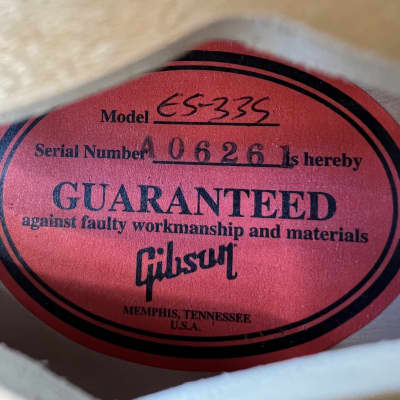 Model ES-335
Serial Number A06261 is hereby
GUARANTEED
against faulty workmanship and materials
Gibson
MEMPHIS, TENNESSEE
U.S.A.